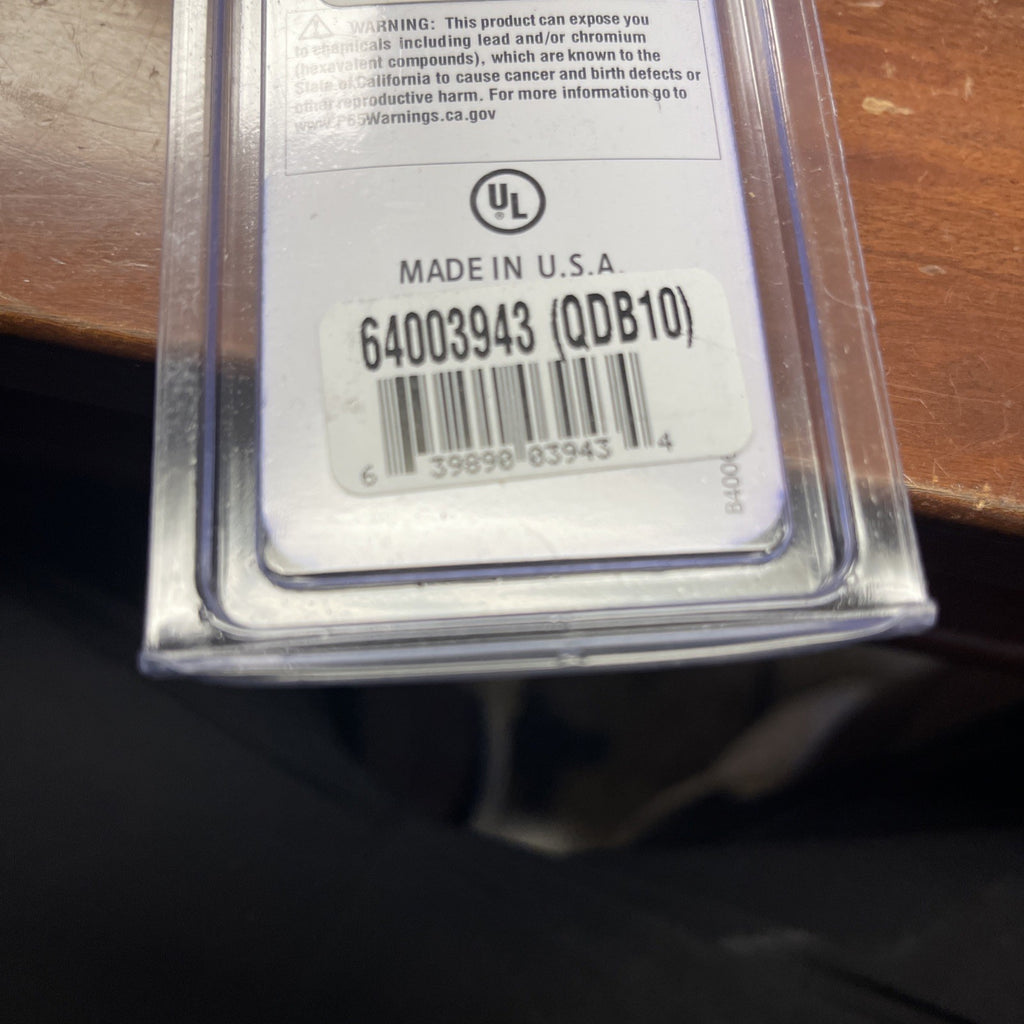 WARNING: This product can expose you
to chemicals including lead and/or chromium
(hexavalent compounds), which are known to the
State of California to cause cancer and birth defects or
other reproductive harm. For more information go to
www.P65Warnings.ca.gov
UL
®
MADE IN U.S.A.
64003943 (QDB10)
6 39890 03943 4